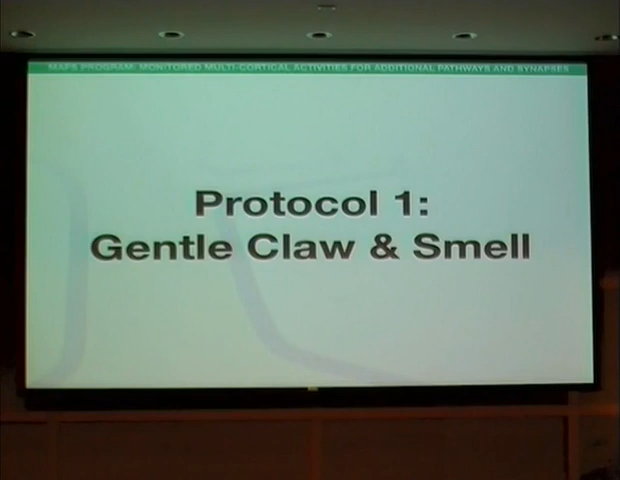 MAPS PROGRAM: MONITORED MULTI-CORTICAL ACTIVITIES FOR ADDITIONAL PATHWAYS AND SYNAPSES
Protocol 1:
Gentle Claw & Smell